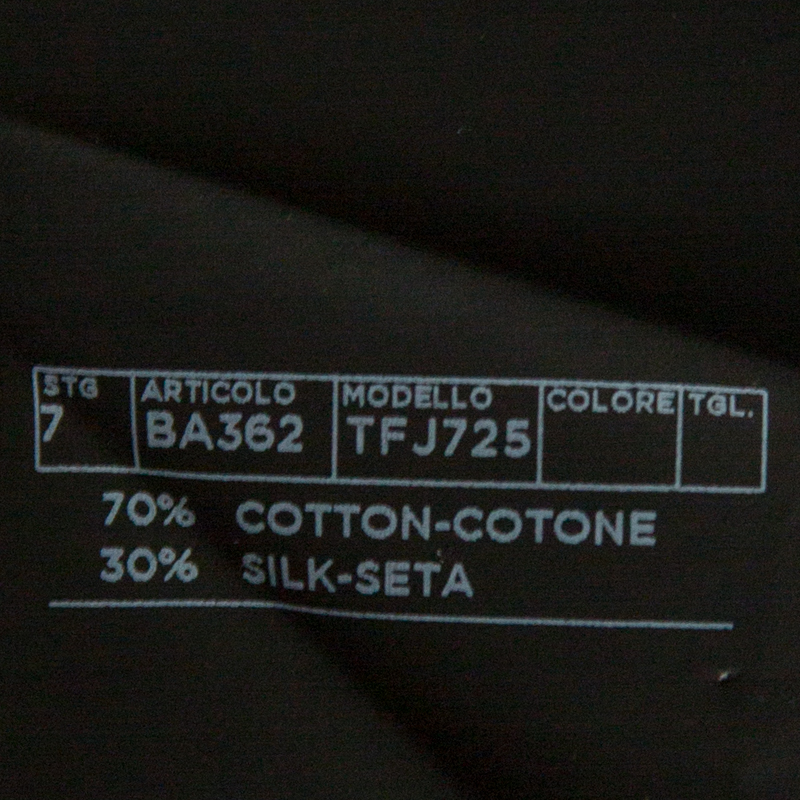 STG ARTICOLO MODELLO COLORE TGL.
7 BA362 TFJ725
70% COTTON-COTONE
30% SILK-SETA